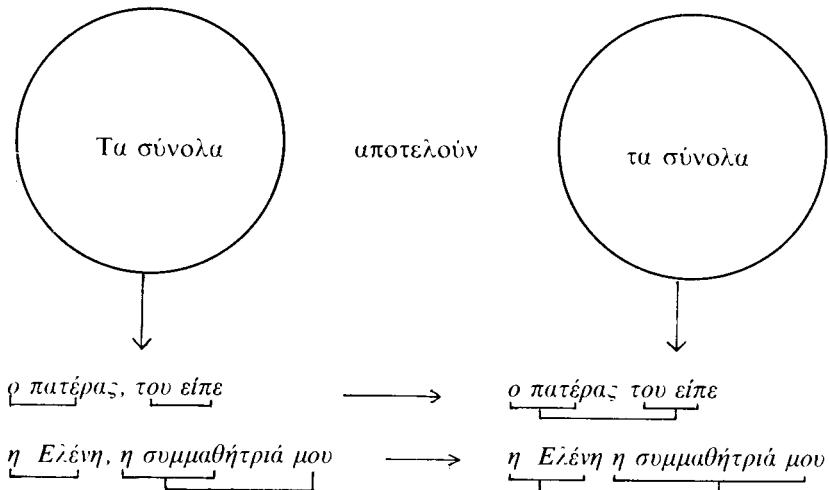 Τα σύνολα αποτελούν τα σύνολα
ο πατέρας, του είπε ο πατέρας του είπε
η Ελένη, η συμμαθήτριά μου η Ελένη η συμμαθήτριά μου